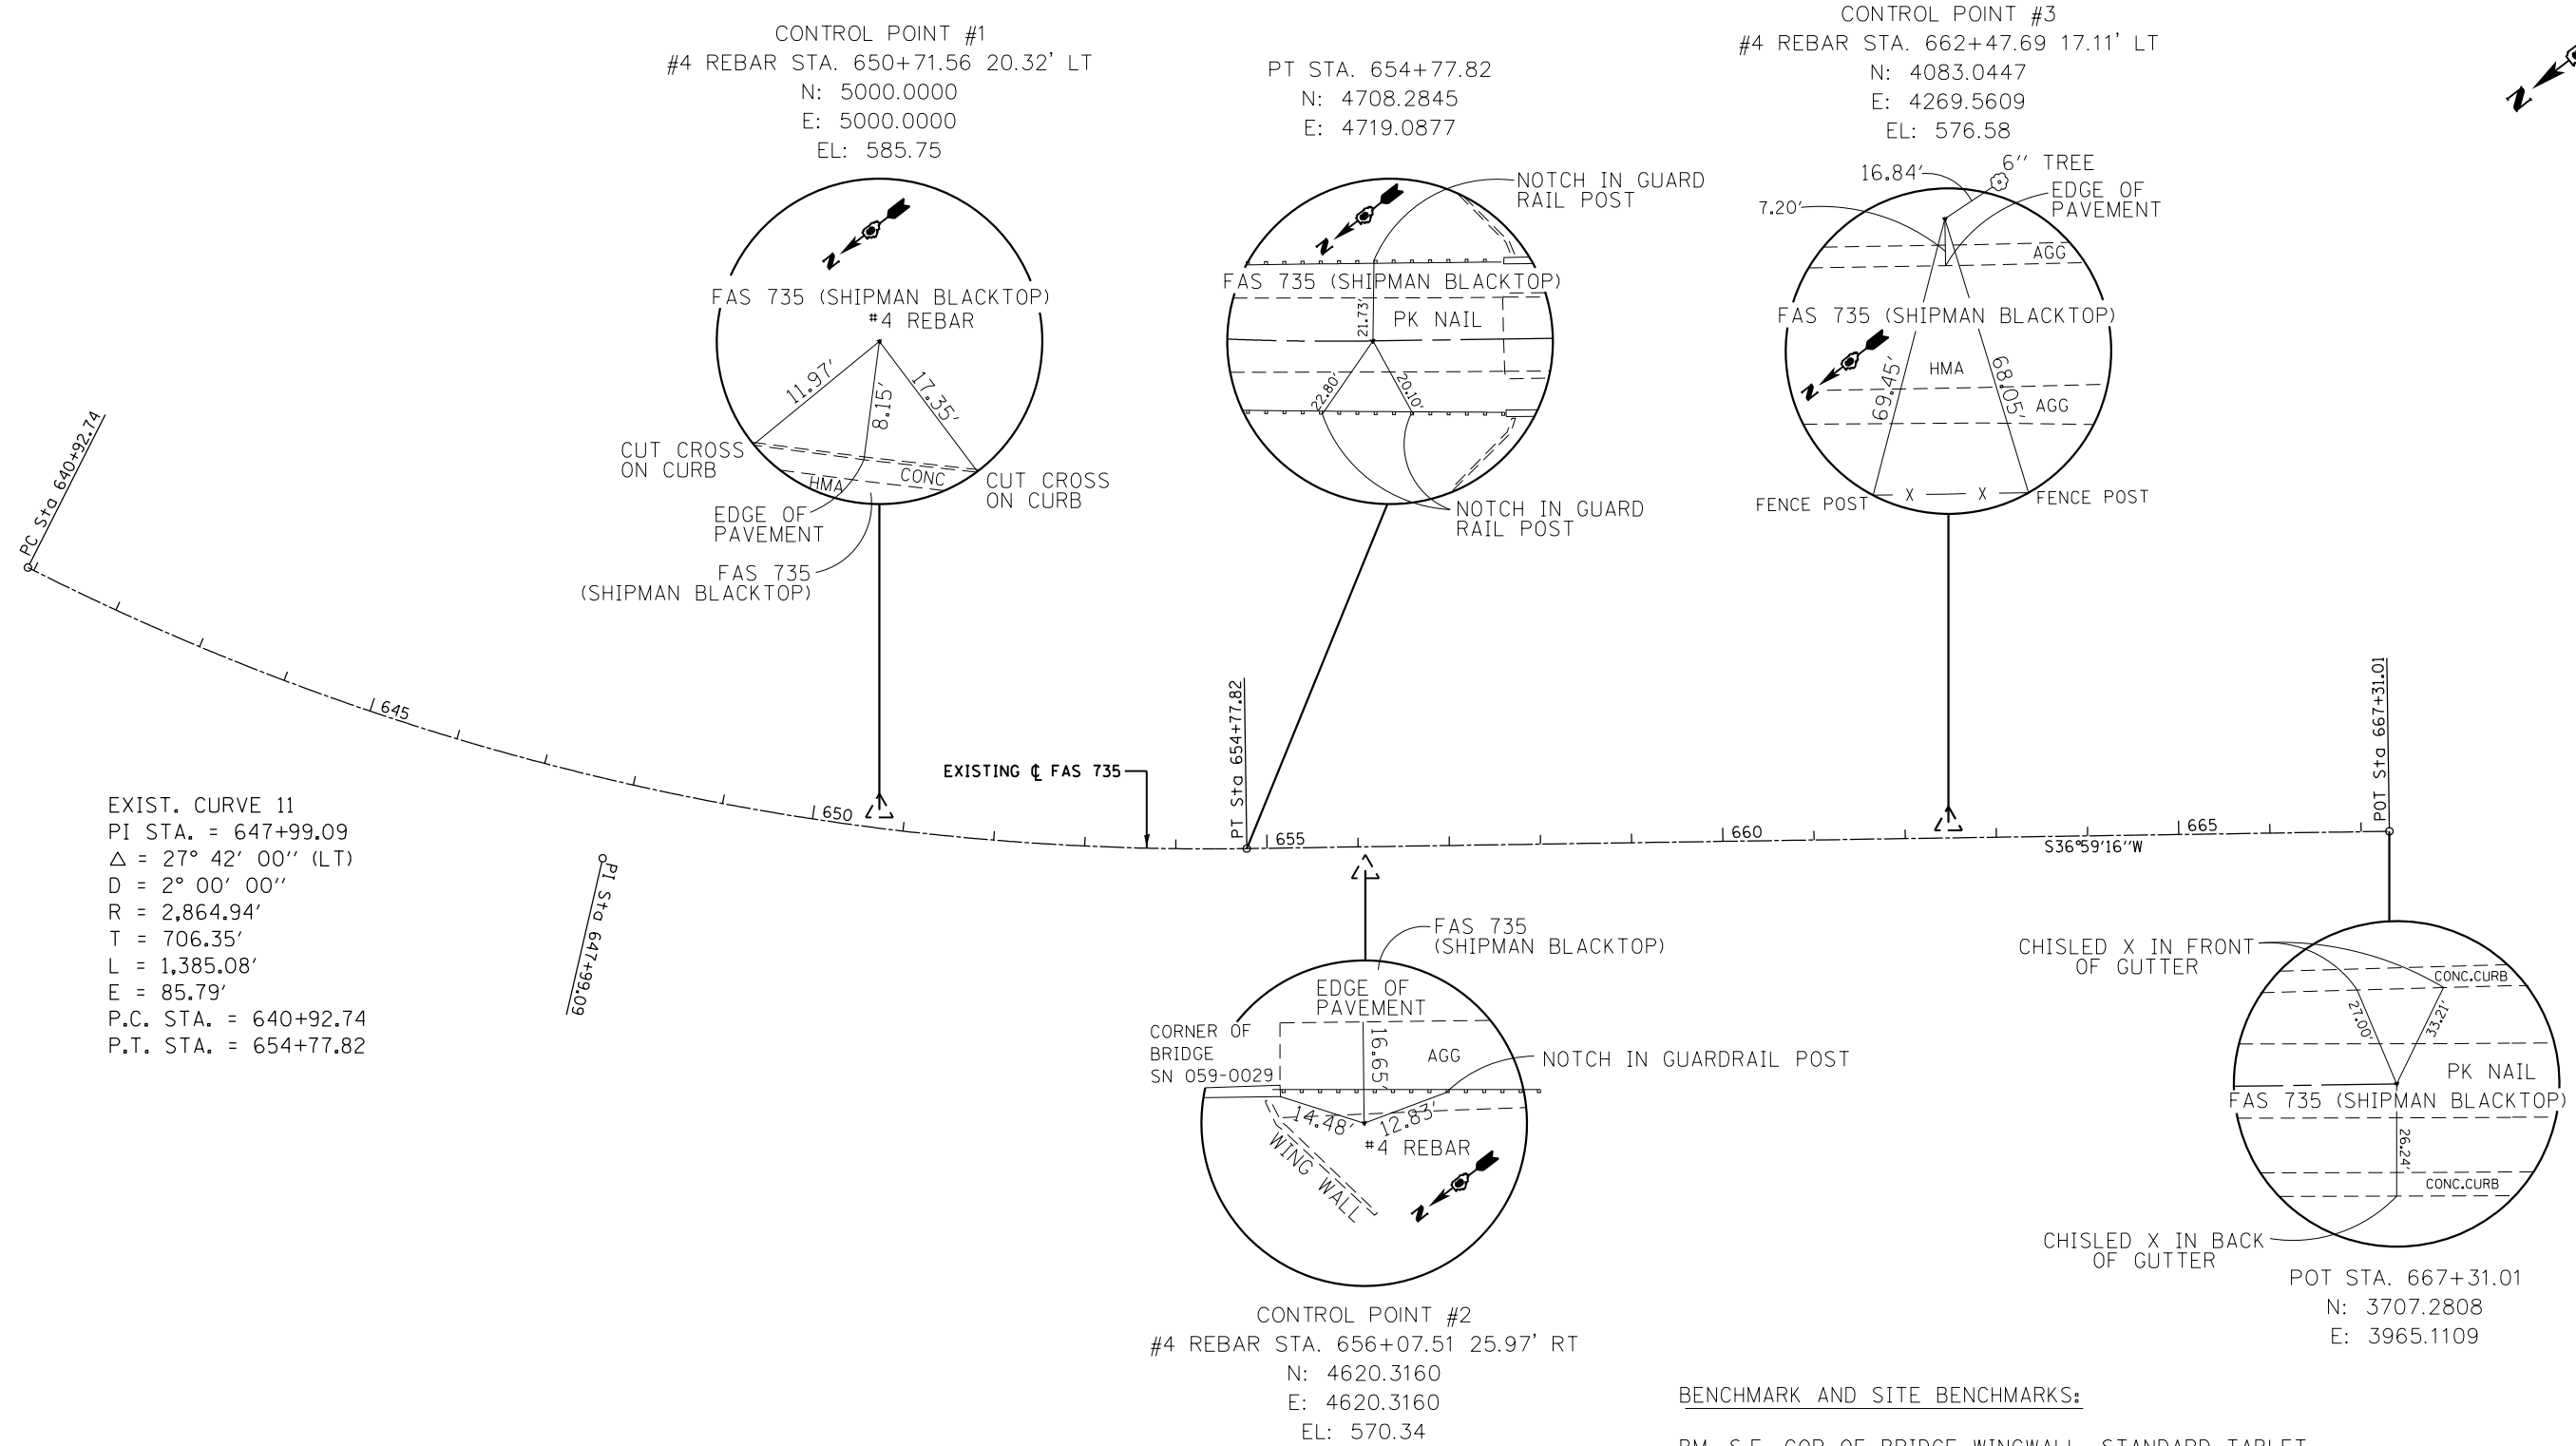 CONTROL POINT #1
#4 REBAR STA. 650+71.56 20.32' LT
N: 5000.0000
E: 5000.0000
EL: 585.75
PT STA. 654+77.82
N: 4708.2845
E: 4719.0877
CONTROL POINT #3
#4 REBAR STA. 662+47.69 17.11' LT
N: 4083.0447
E: 4269.5609
EL: 576.58
N
N
FAS 735 (SHIPMAN BLACKTOP)
#4 REBAR
11.97'
8.15'
17.35'
CUT CROSS
ON CURB
HMA
CONC
CUT CROSS
ON CURB
EDGE OF
PAVEMENT
FAS 735
(SHIPMAN BLACKTOP)
NOTCH IN GUARD
RAIL POST
N
FAS 735 (SHIPMAN BLACKTOP)
21.73'
PK NAIL
22.80'
20.10'
NOTCH IN GUARD
RAIL POST
6'' TREE
16.84'
EDGE OF
PAVEMENT
7.20'
AGG
FAS 735 (SHIPMAN BLACKTOP)
N
HMA
69.45'
68.05'
AGG
FENCE POST
X
X
FENCE POST
PC Sta 640+92.74
645
650
EXISTING ℄ FAS 735
PT Sta 654+77.82
655
660
665
S36°59'16''W
POT Sta 667+31.01
EXIST. CURVE 11
PI STA. = 647+99.09
Δ = 27° 42' 00'' (LT)
D = 2° 00' 00''
R = 2,864.94'
T = 706.35'
L = 1,385.08'
E = 85.79'
P.C. STA. = 640+92.74
P.T. STA. = 654+77.82
PI Sta 647+99.09
FAS 735
(SHIPMAN BLACKTOP)
EDGE OF
PAVEMENT
CORNER OF
BRIDGE
SN 059-0029
16.65'
AGG
NOTCH IN GUARDRAIL POST
14.48'
12.83'
#4 REBAR
WING WALL
N
CONTROL POINT #2
#4 REBAR STA. 656+07.51 25.97' RT
N: 4620.3160
E: 4620.3160
EL: 570.34
CHISLED X IN FRONT
OF GUTTER
CONC.CURB
27.00'
33.21'
PK NAIL
FAS 735 (SHIPMAN BLACKTOP)
26.24'
CONC.CURB
CHISLED X IN BACK
OF GUTTER
POT STA. 667+31.01
N: 3707.2808
E: 3965.1109
BENCHMARK AND SITE BENCHMARKS:
BM S.E. COR OF BRIDGE WINGWALL, STANDARD TABLET